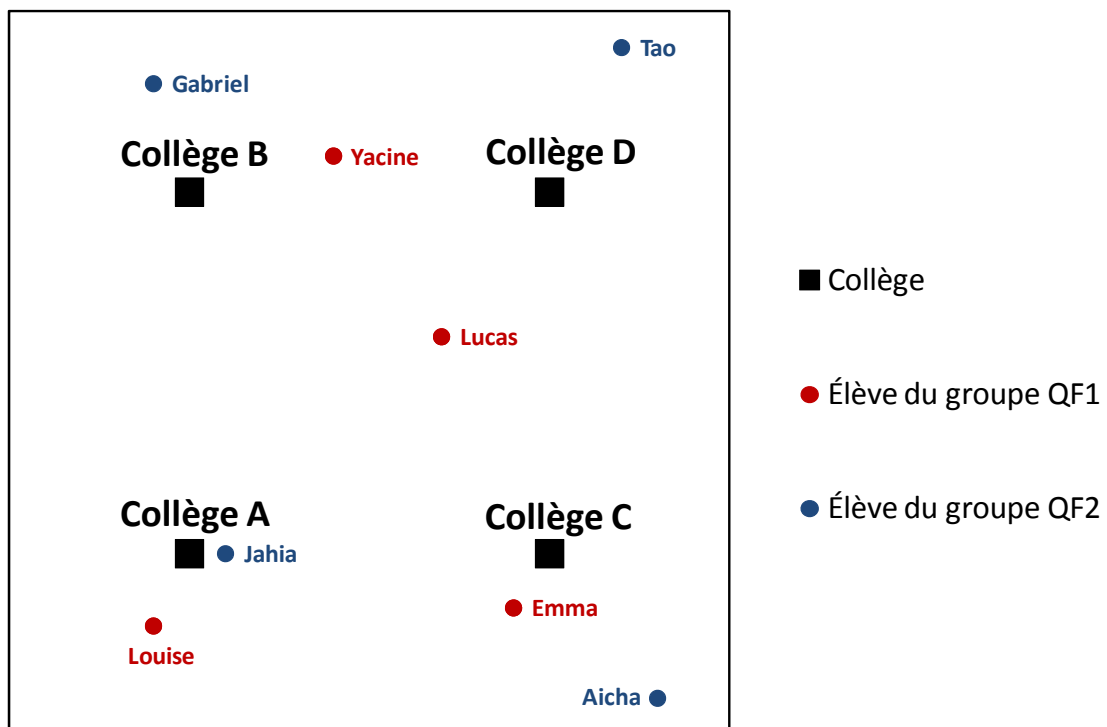 Tao
Gabriel
Collège B
Yacine
Collège D
Collège
Lucas
Élève du groupe QF1
Collège A
Collège C
Élève du groupe QF2
Jahia
Emma
Louise
Aicha